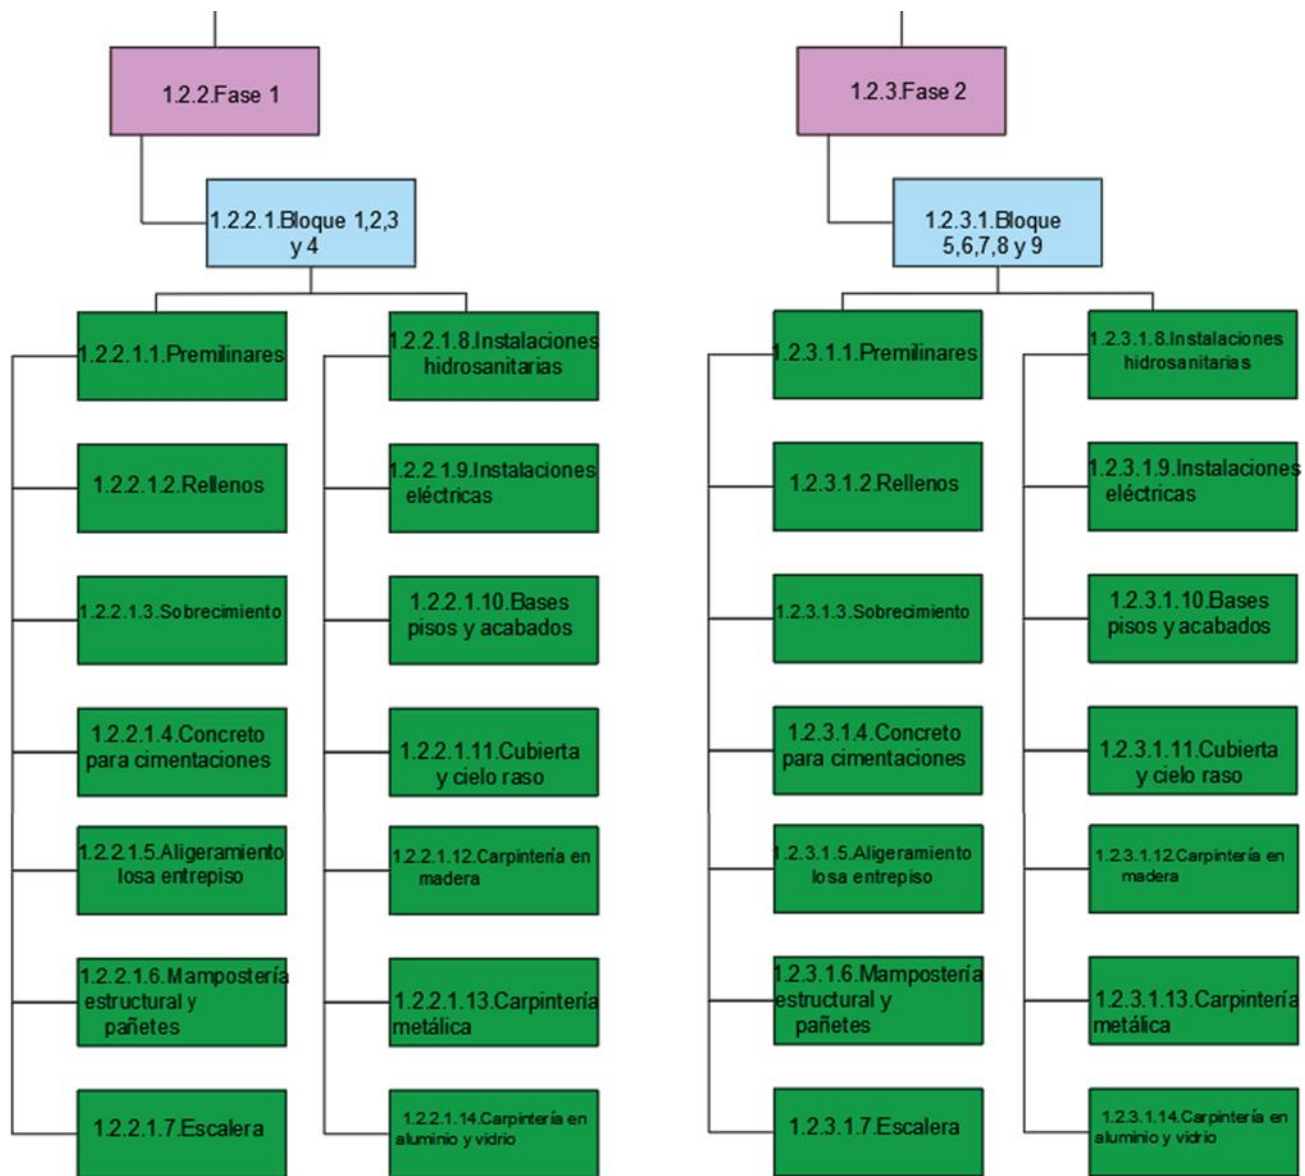 1.2.2.Fase 1
1.2.2.1.Bloque 1,2,3
y 4
1.2.2.1.1.Premilinares
1.2.2.1.2.Rellenos
1.2.2.1.3.Sobrecimiento
1.2.2.1.4.Concreto
para cimentaciones
1.2.2.1.5.Aligeramiento
losa entrepiso
1.2.2.1.6.Mampostería
estructural y
pañetes
1.2.2.1.7.Escalera
1.2.2.1.8.Instalaciones
hidrosanitarias
1.2.2.1.9.Instalaciones
eléctricas
1.2.2.1.10.Bases
pisos y acabados
1.2.2.1.11.Cubierta
y cielo raso
1.2.2.1.12.Carpintería en
madera
1.2.2.1.13.Carpintería
metálica
1.2.2.1.14.Carpintería en
aluminio y vidrio
1.2.3.Fase 2
1.2.3.1.Bloque
5,6,7,8 y 9
1.2.3.1.1.Premilinares
1.2.3.1.2.Rellenos
1.2.3.1.3.Sobrecimiento
1.2.3.1.4.Concreto
para cimentaciones
1.2.3.1.5.Aligeramiento
losa entrepiso
1.2.3.1.6.Mampostería
estructural y
pañetes
1.2.3.1.7.Escalera
1.2.3.1.8.Instalaciones
hidrosanitarias
1.2.3.1.9.Instalaciones
eléctricas
1.2.3.1.10.Bases
pisos y acabados
1.2.3.1.11.Cubierta
y cielo raso
1.2.3.1.12.Carpintería en
madera
1.2.3.1.13.Carpintería
metálica
1.2.3.1.14.Carpintería en
aluminio y vidrio